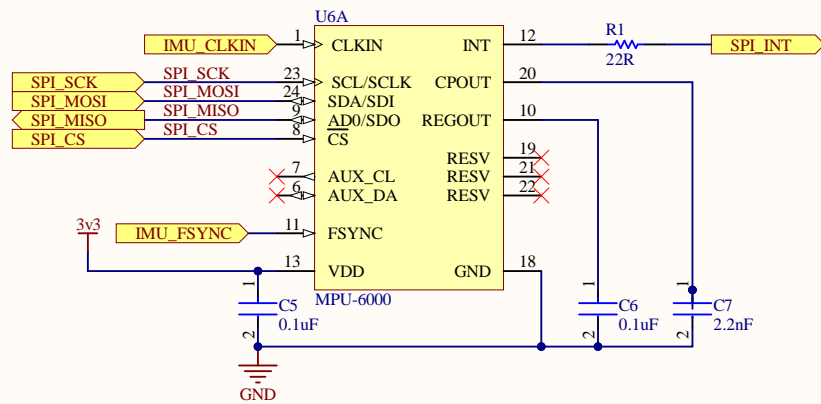 U6A
IMU_CLKIN 1 CLKIN INT 12 R1 22R SPI_INT
SPI_SCK SPI_SCK 23 SCL/SCLK CPOUT 20
SPI_MOSI SPI_MOSI 24 SDA/SDI
SPI_MISO SPI_MISO 9 AD0/SDO REGOUT 10
SPI_CS SPI_CS 8 CS
RESV 19
7 AUX_CL RESV 21
6 AUX_DA RESV 22
3v3 IMU_FSYNC 11 FSYNC
13 VDD GND 18
MPU-6000
1 C5 0.1uF 2
1 C6 0.1uF 2
1 C7 2.2nF 2
GND